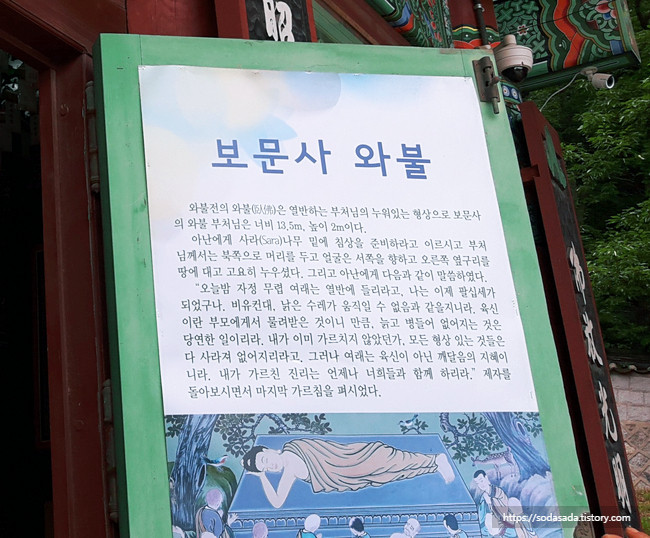 昭
보문사 와불
와불전의 와불(臥佛)은 열반하는 부처님의 누워있는 형상으로 보문사
의 와불 부처님은 너비 13.5m, 높이 2m이다.
아난에게 사라(Sara)나무 밑에 침상을 준비하라고 이르시고 부처
님께서는 북쪽으로 머리를 두고 얼굴은 서쪽을 향하고 오른쪽 옆구리를
땅에 대고 고요히 누우셨다. 그리고 아난에게 다음과 같이 말씀하였다.
"오늘밤 자정 무렵 여래는 열반에 들리라고, 나는 이제 팔십세가
되었구나. 비유컨대, 낡은 수레가 움직일 수 없음과 같을지니라. 육신
이란 부모에게서 물려받은 것이니 만큼, 늙고 병들어 없어지는 것은
당연한 일이리라. 내가 이미 가르치지 않았던가, 모든 형상 있는 것들은
다 사라져 없어지리라고. 그러나 여래는 육신이 아닌 깨달음의 지혜이
니라. 내가 가르친 진리는 언제나 너희들과 함께 하리라." 제자를
돌아보시면서 마지막 가르침을 펴시었다.
放光明
https://sodasada.tistory.com/